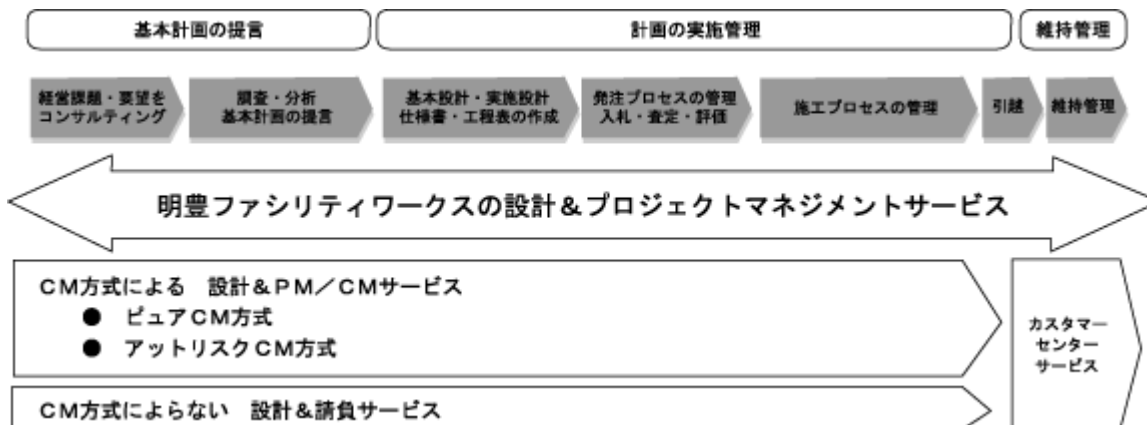 基本計画の提言
計画の実施管理
維持管理
経営課題・要望を
コンサルティング
調査・分析
基本計画の提言
基本設計・実施設計
仕様書・工程表の作成
発注プロセスの管理
入札・査定・評価
施工プロセスの管理
引越
維持管理
明豊ファシリティワークスの設計＆プロジェクトマネジメントサービス
ＣＭ方式による　設計＆ＰＭ／ＣＭサービス
● ピュアＣＭ方式
● アットリスクＣＭ方式
カスタマー
センター
サービス
ＣＭ方式によらない　設計＆請負サービス